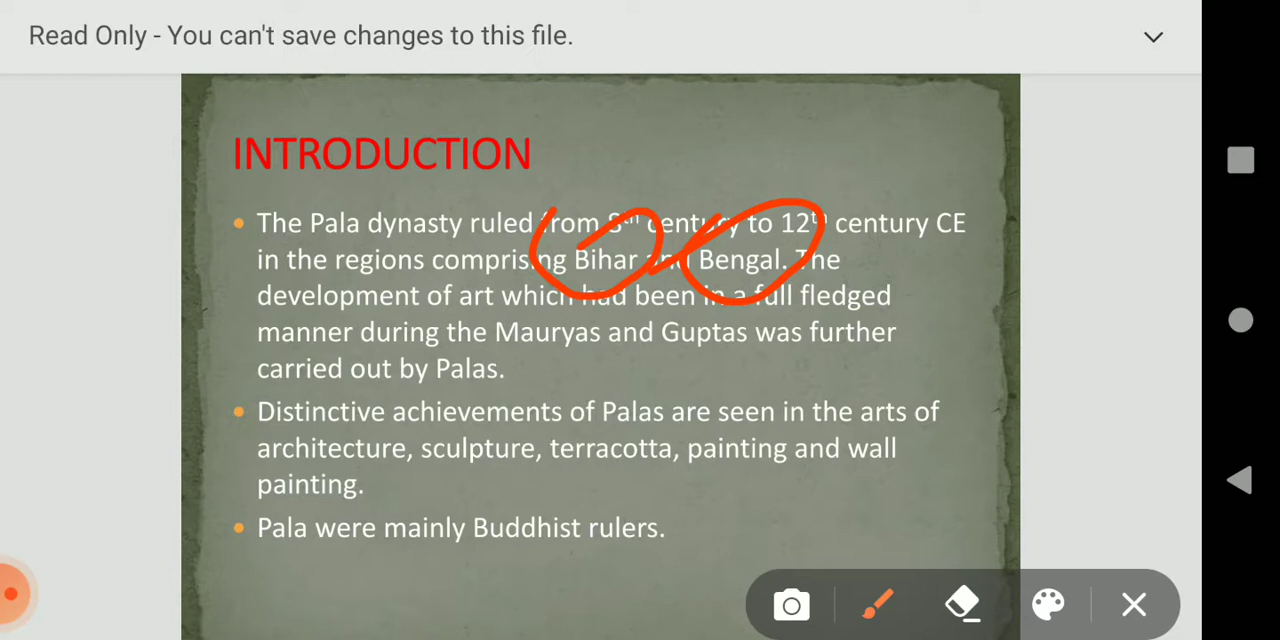 Read Only - You can't save changes to this file.
INTRODUCTION
• The Pala dynasty ruled from 8th century to 12th century CE
in the regions comprising Bihar and Bengal. The
development of art which had been in a full fledged
manner during the Mauryas and Guptas was further
carried out by Palas.
• Distinctive achievements of Palas are seen in the arts of
architecture, sculpture, terracotta, painting and wall
painting.
• Pala were mainly Buddhist rulers.